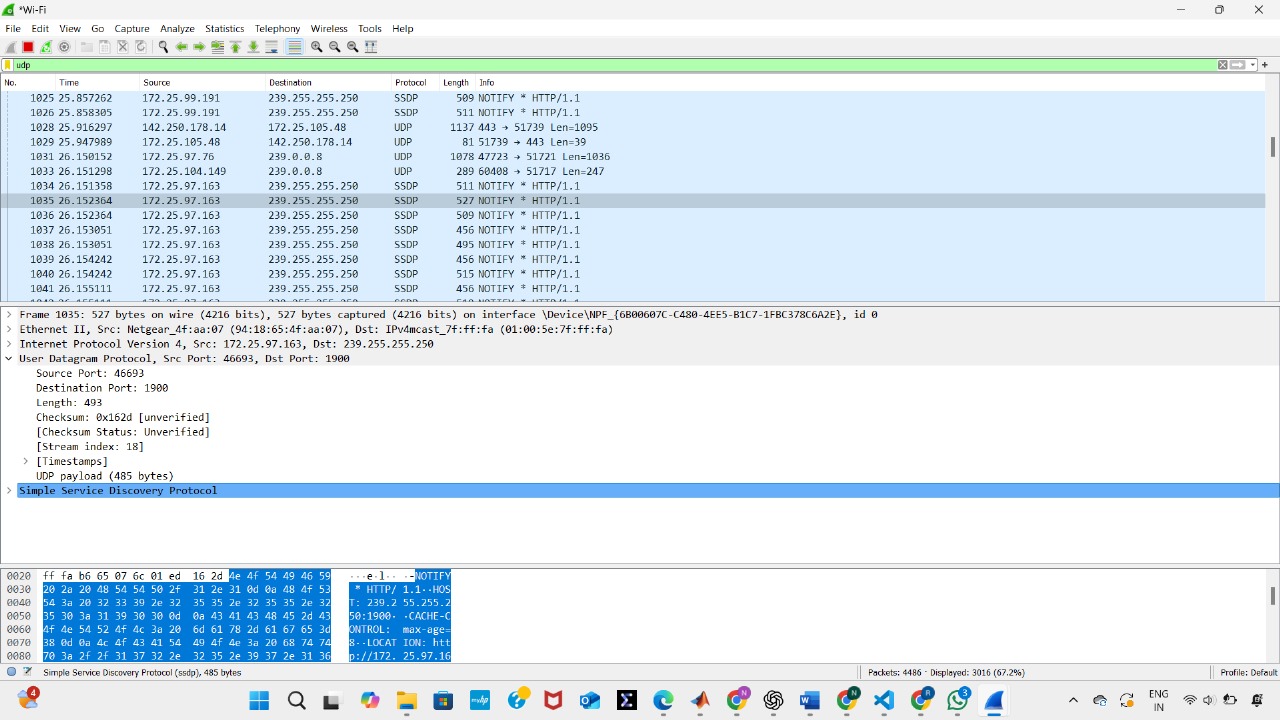 *Wi-Fi
File Edit View Go Capture Analyze Statistics Telephony Wireless Tools Help
udp
No. Time Source Destination Protocol Length Info
1025 25.857262 172.25.99.191 239.255.255.250 SSDP 509 NOTIFY * HTTP/1.1
1026 25.858305 172.25.99.191 239.255.255.250 SSDP 511 NOTIFY * HTTP/1.1
1028 25.916297 142.250.178.14 172.25.105.48 UDP 1137 443 → 51739 Len=1095
1029 25.947989 172.25.105.48 142.250.178.14 UDP 81 51739 → 443 Len=39
1031 26.150152 172.25.97.76 239.0.0.8 UDP 1078 47723 → 51721 Len=1036
1033 26.151298 172.25.104.149 239.0.0.8 UDP 289 60408 → 51717 Len=247
1034 26.151358 172.25.97.163 239.255.255.250 SSDP 511 NOTIFY * HTTP/1.1
1035 26.152364 172.25.97.163 239.255.255.250 SSDP 527 NOTIFY * HTTP/1.1
1036 26.152364 172.25.97.163 239.255.255.250 SSDP 509 NOTIFY * HTTP/1.1
1037 26.153051 172.25.97.163 239.255.255.250 SSDP 456 NOTIFY * HTTP/1.1
1038 26.153051 172.25.97.163 239.255.255.250 SSDP 495 NOTIFY * HTTP/1.1
1039 26.154242 172.25.97.163 239.255.255.250 SSDP 456 NOTIFY * HTTP/1.1
1040 26.154242 172.25.97.163 239.255.255.250 SSDP 515 NOTIFY * HTTP/1.1
1041 26.155111 172.25.97.163 239.255.255.250 SSDP 456 NOTIFY * HTTP/1.1
Frame 1035: 527 bytes on wire (4216 bits), 527 bytes captured (4216 bits) on interface \Device\NPF_{6B00607C-C480-4EE5-B1C7-1FBC378C6A2E}, id 0
Ethernet II, Src: Netgear_4f:aa:07 (94:18:65:4f:aa:07), Dst: IPv4mcast_7f:ff:fa (01:00:5e:7f:ff:fa)
Internet Protocol Version 4, Src: 172.25.97.163, Dst: 239.255.255.250
User Datagram Protocol, Src Port: 46693, Dst Port: 1900
Source Port: 46693
Destination Port: 1900
Length: 493
Checksum: 0x162d [unverified]
[Checksum Status: Unverified]
[Stream index: 18]
[Timestamps]
UDP payload (485 bytes)
Simple Service Discovery Protocol
0020 ff fa b6 65 07 6c 01 ed 16 2d 4e 4f 54 49 46 59 ···e·l·· ·-NOTIFY
0030 20 2a 20 48 54 54 50 2f 31 2e 31 0d 0a 48 4f 53 * HTTP/ 1.1··HOS
0040 54 3a 20 32 33 39 2e 32 35 35 2e 32 35 35 2e 32 T: 239.2 55.255.2
0050 35 30 3a 31 39 30 30 0d 0a 43 41 43 48 45 2d 43 50:1900· ·CACHE-C
0060 4f 4e 54 52 4f 4c 3a 20 6d 61 78 2d 61 67 65 3d ONTROL: max-age=
0070 38 0d 0a 4c 4f 43 41 54 49 4f 4e 3a 20 68 74 74 8··LOCAT ION: htt
0080 70 3a 2f 2f 31 37 32 2e 32 35 2e 39 37 2e 31 36 p://172. 25.97.16
Simple Service Discovery Protocol (ssdp), 485 bytes Packets: 4486 · Displayed: 3016 (67.2%) Profile: Default
4 myhp N N R 3 ENG
IN